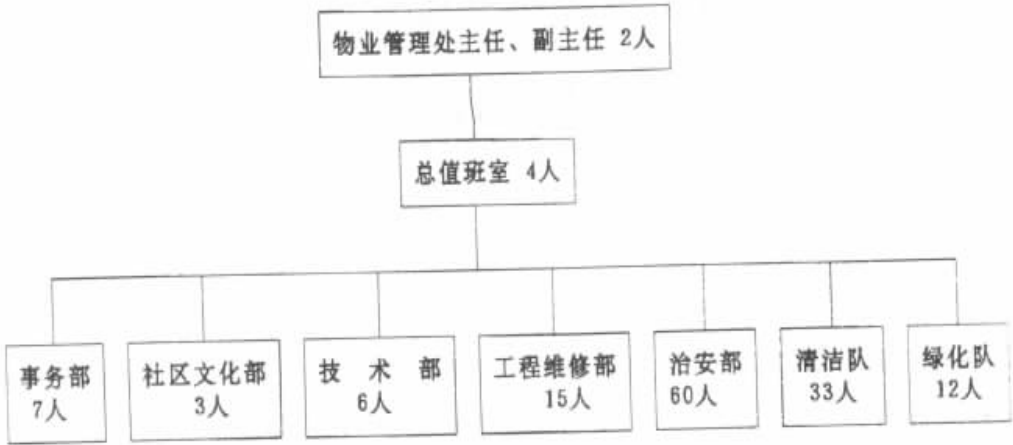 物业管理处主任、副主任 2人
总值班室 4人
事务部
7人
社区文化部
3人
技 术 部
6人
工程维修部
15人
治安部
60人
清洁队
33人
绿化队
12人